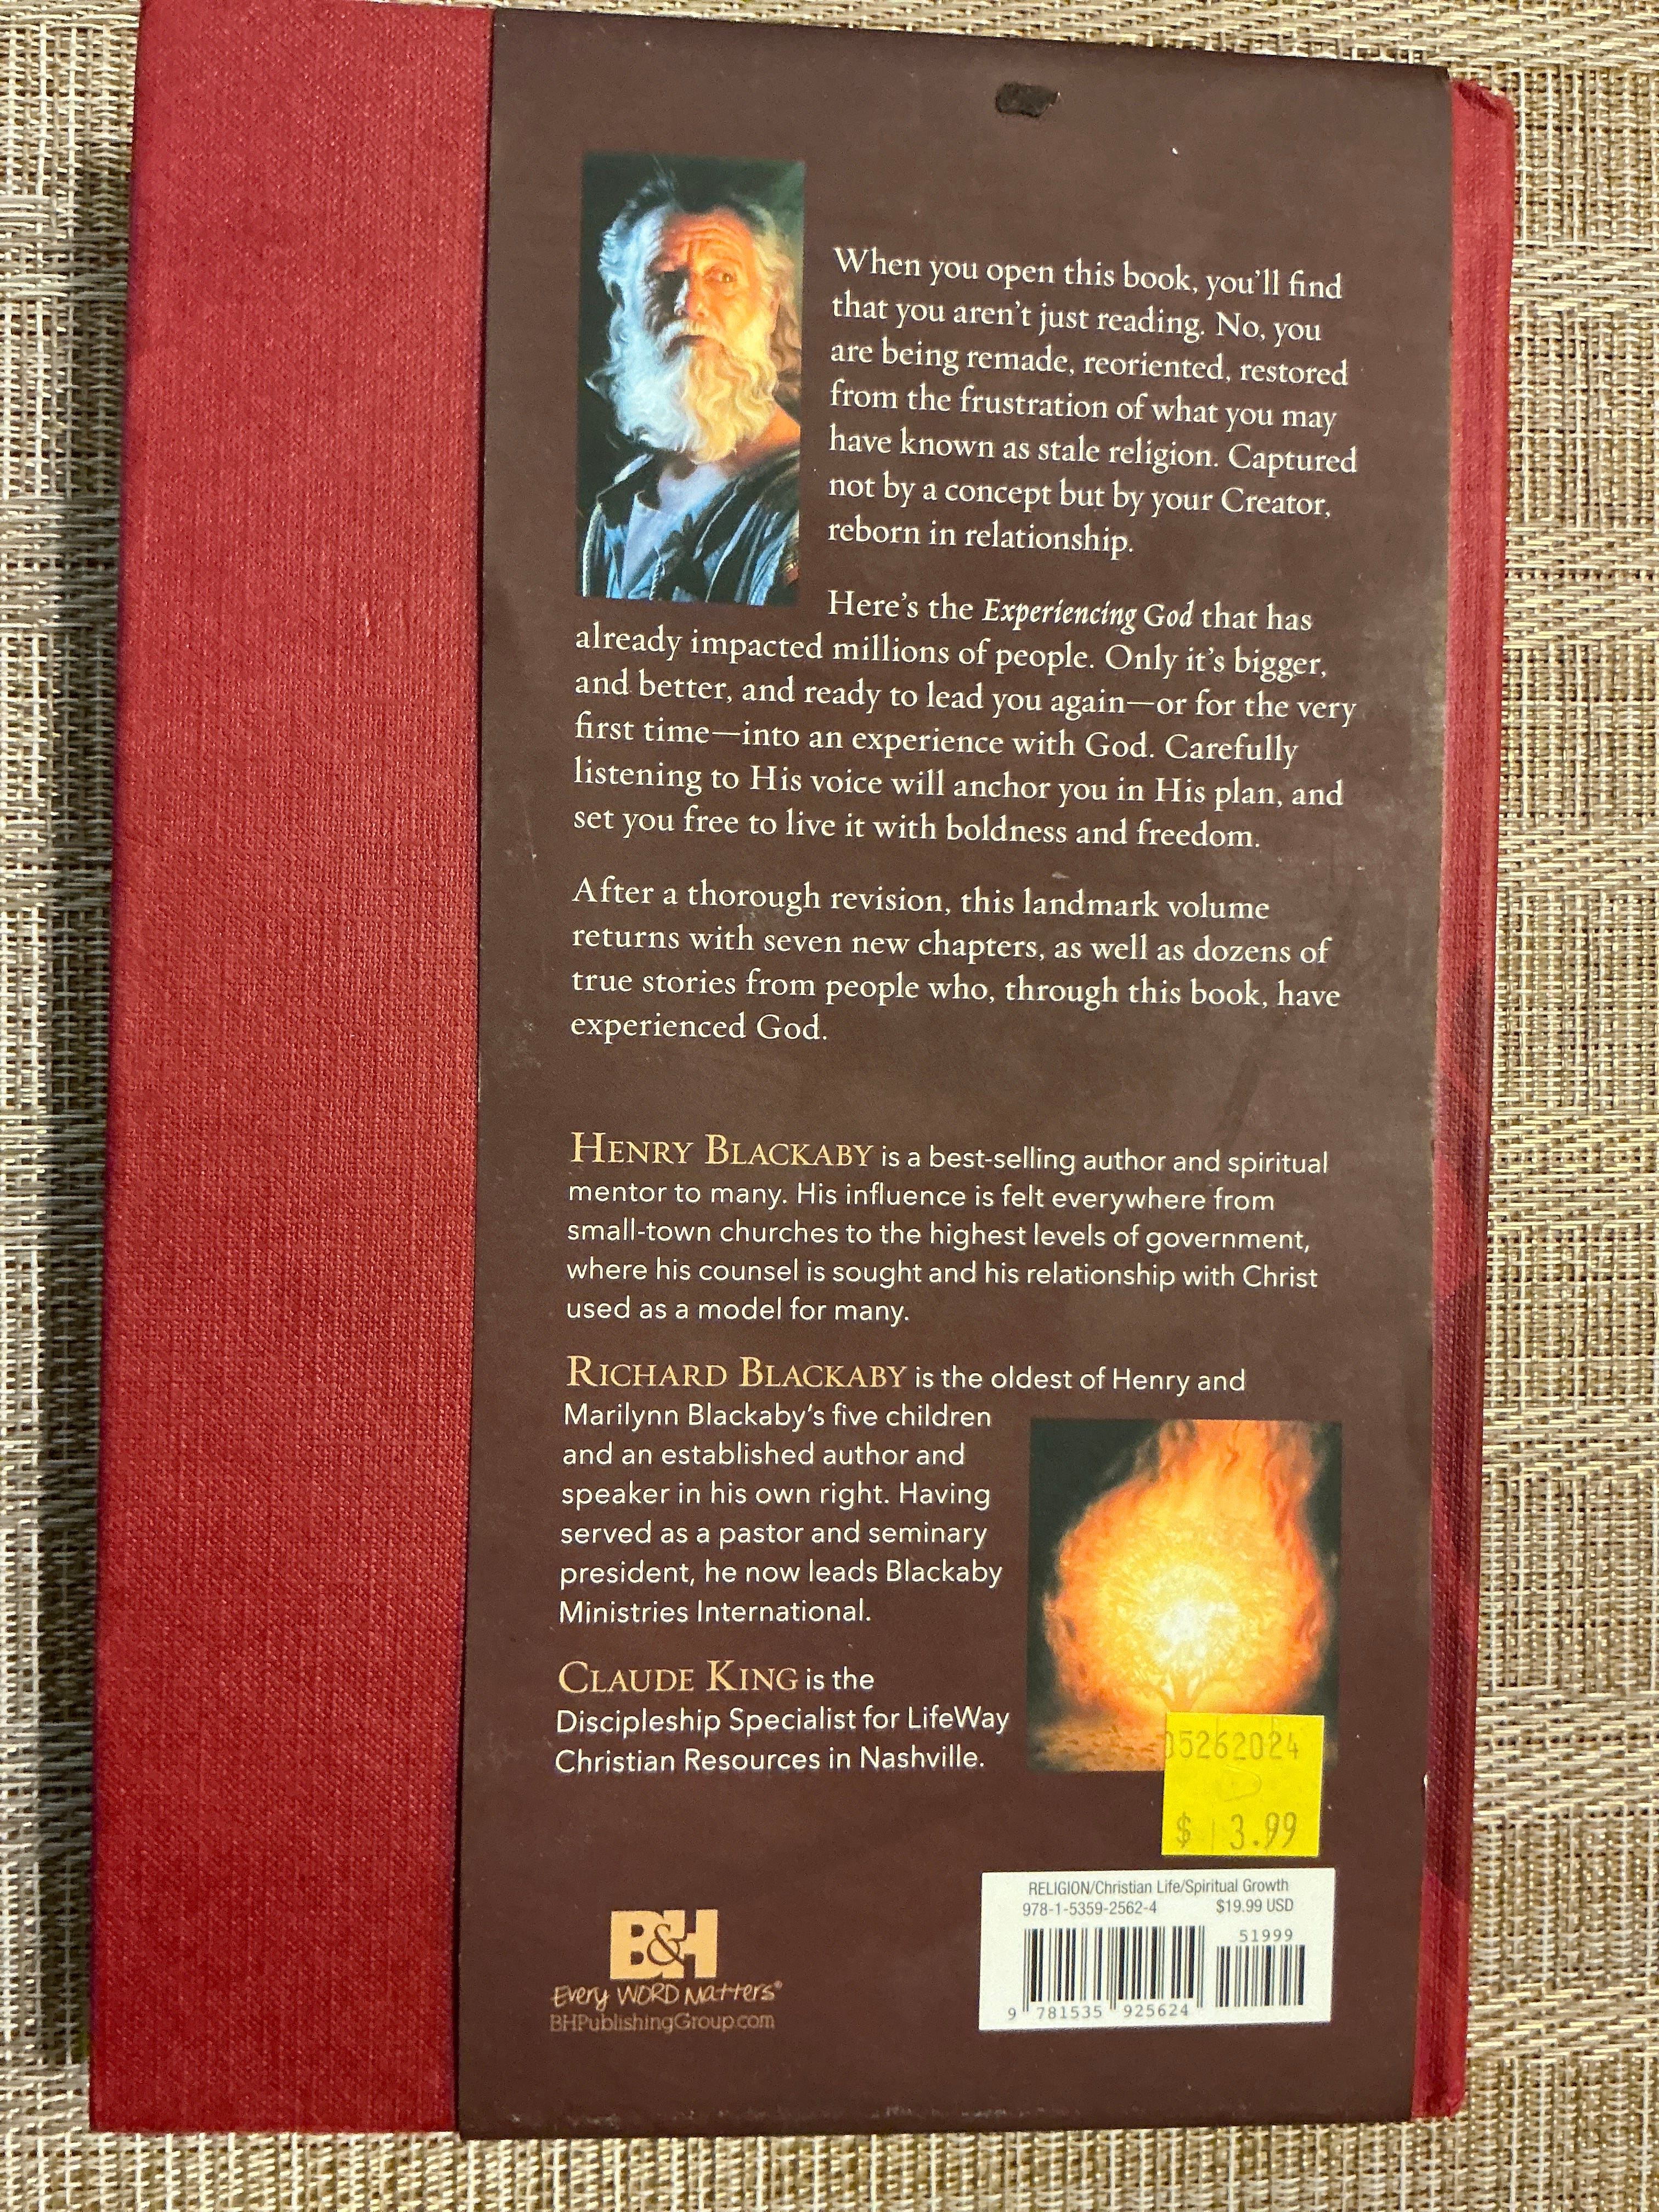 When you open this book, you'll find
that you aren't just reading. No, you
are being remade, reoriented, restored
from the frustration of what you may
have known as stale religion. Captured
not by a concept but by your Creator,
reborn in relationship.
Here's the Experiencing God that has
already impacted millions of people. Only it's bigger,
and better, and ready to lead you again—or for the very
first time—into an experience with God. Carefully
listening to His voice will anchor you in His plan, and
set you free to live it with boldness and freedom.
After a thorough revision, this landmark volume
returns with seven new chapters, as well as dozens of
true stories from people who, through this book, have
experienced God.
HENRY BLACKABY is a best-selling author and spiritual
mentor to many. His influence is felt everywhere from
small-town churches to the highest levels of government,
where his counsel is sought and his relationship with Christ
used as a model for many.
RICHARD BLACKABY is the oldest of Henry and
Marilynn Blackaby's five children
and an established author and
speaker in his own right. Having
served as a pastor and seminary
president, he now leads Blackaby
Ministries International.
CLAUDE KING is the
Discipleship Specialist for LifeWay
Christian Resources in Nashville.
05262024
$ 13.99
B&H
Every WORD Matters®
BHPublishingGroup.com
RELIGION/Christian Life/Spiritual Growth
978-1-5359-2562-4 $19.99 USD
51999
9 781535 925624